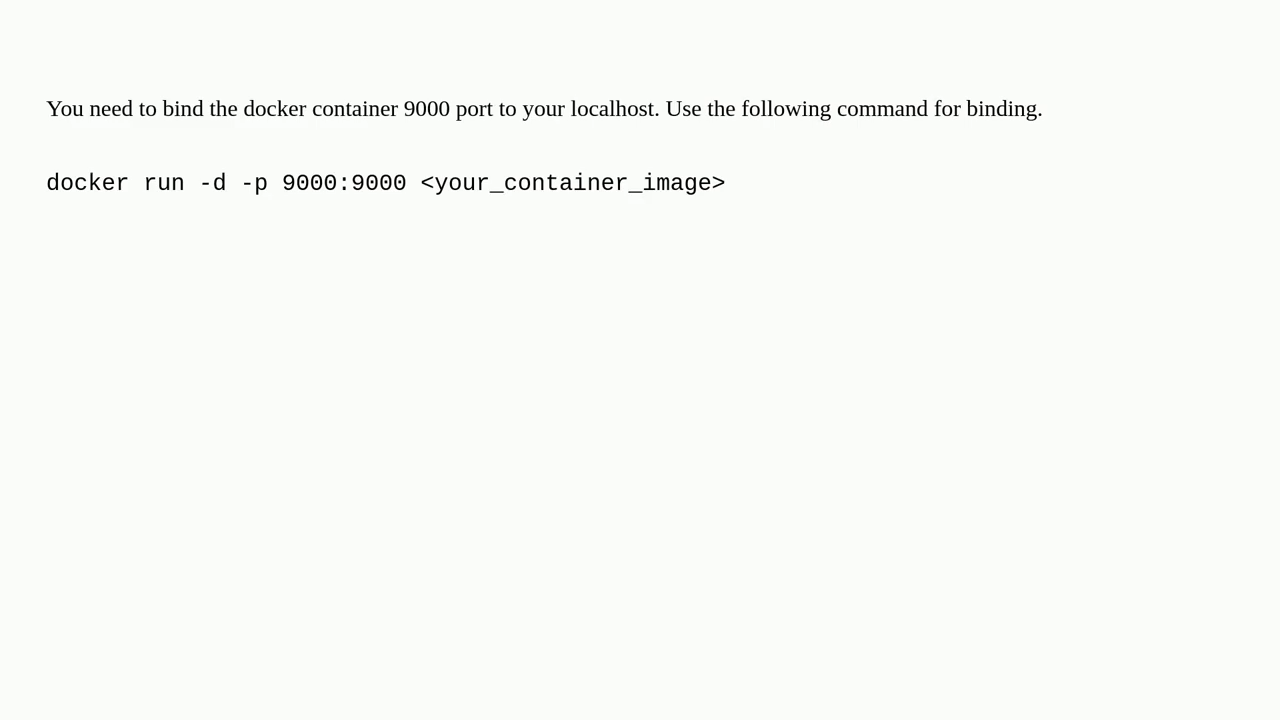 You need to bind the docker container 9000 port to your localhost. Use the following command for binding.
docker run -d -p 9000:9000 <your_container_image>